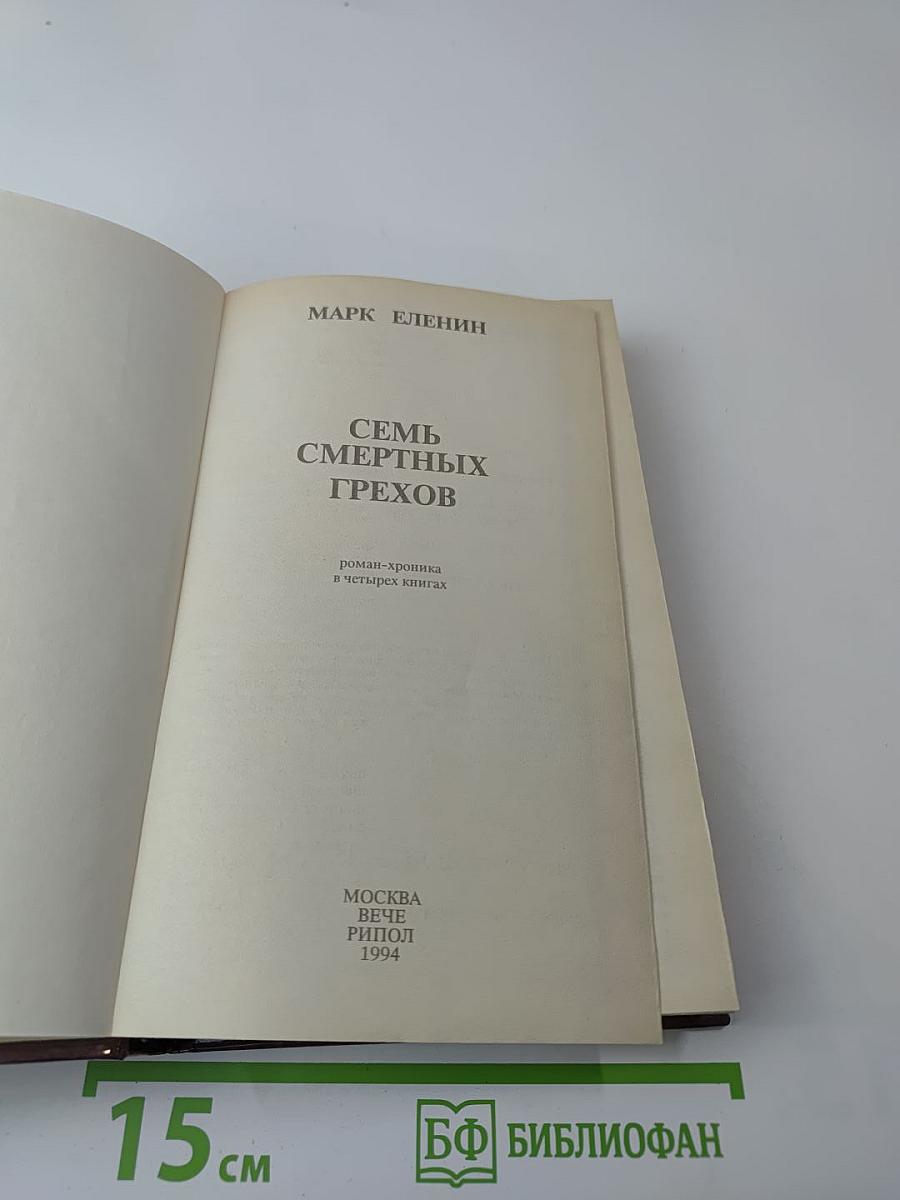 МАРК ЕЛЕНИН
СЕМЬ
СМЕРТНЫХ
ГРЕХОВ
роман-хроника
в четырех книгах
МОСКВА
ВЕЧЕ
РИПОЛ
1994
15 см
БФ БИБЛИОФАН